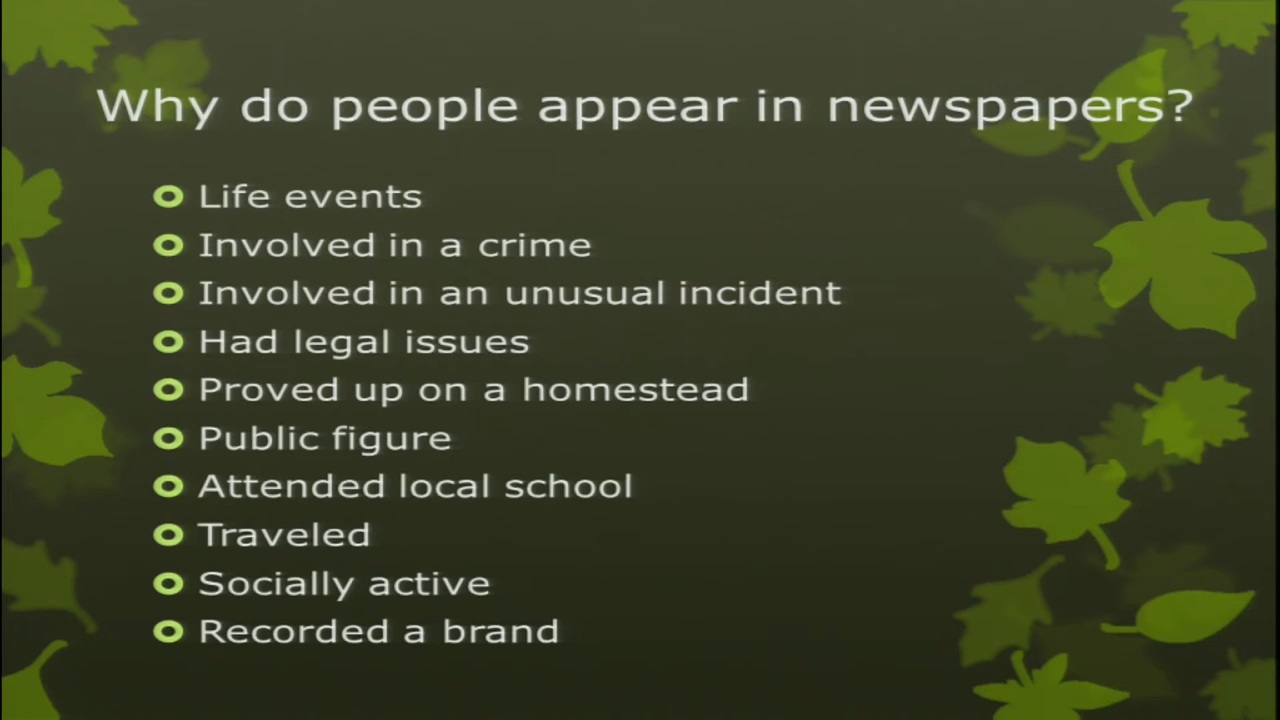 Why do people appear in newspapers?
Life events
Involved in a crime
Involved in an unusual incident
Had legal issues
Proved up on a homestead
Public figure
Attended local school
Traveled
Socially active
Recorded a brand